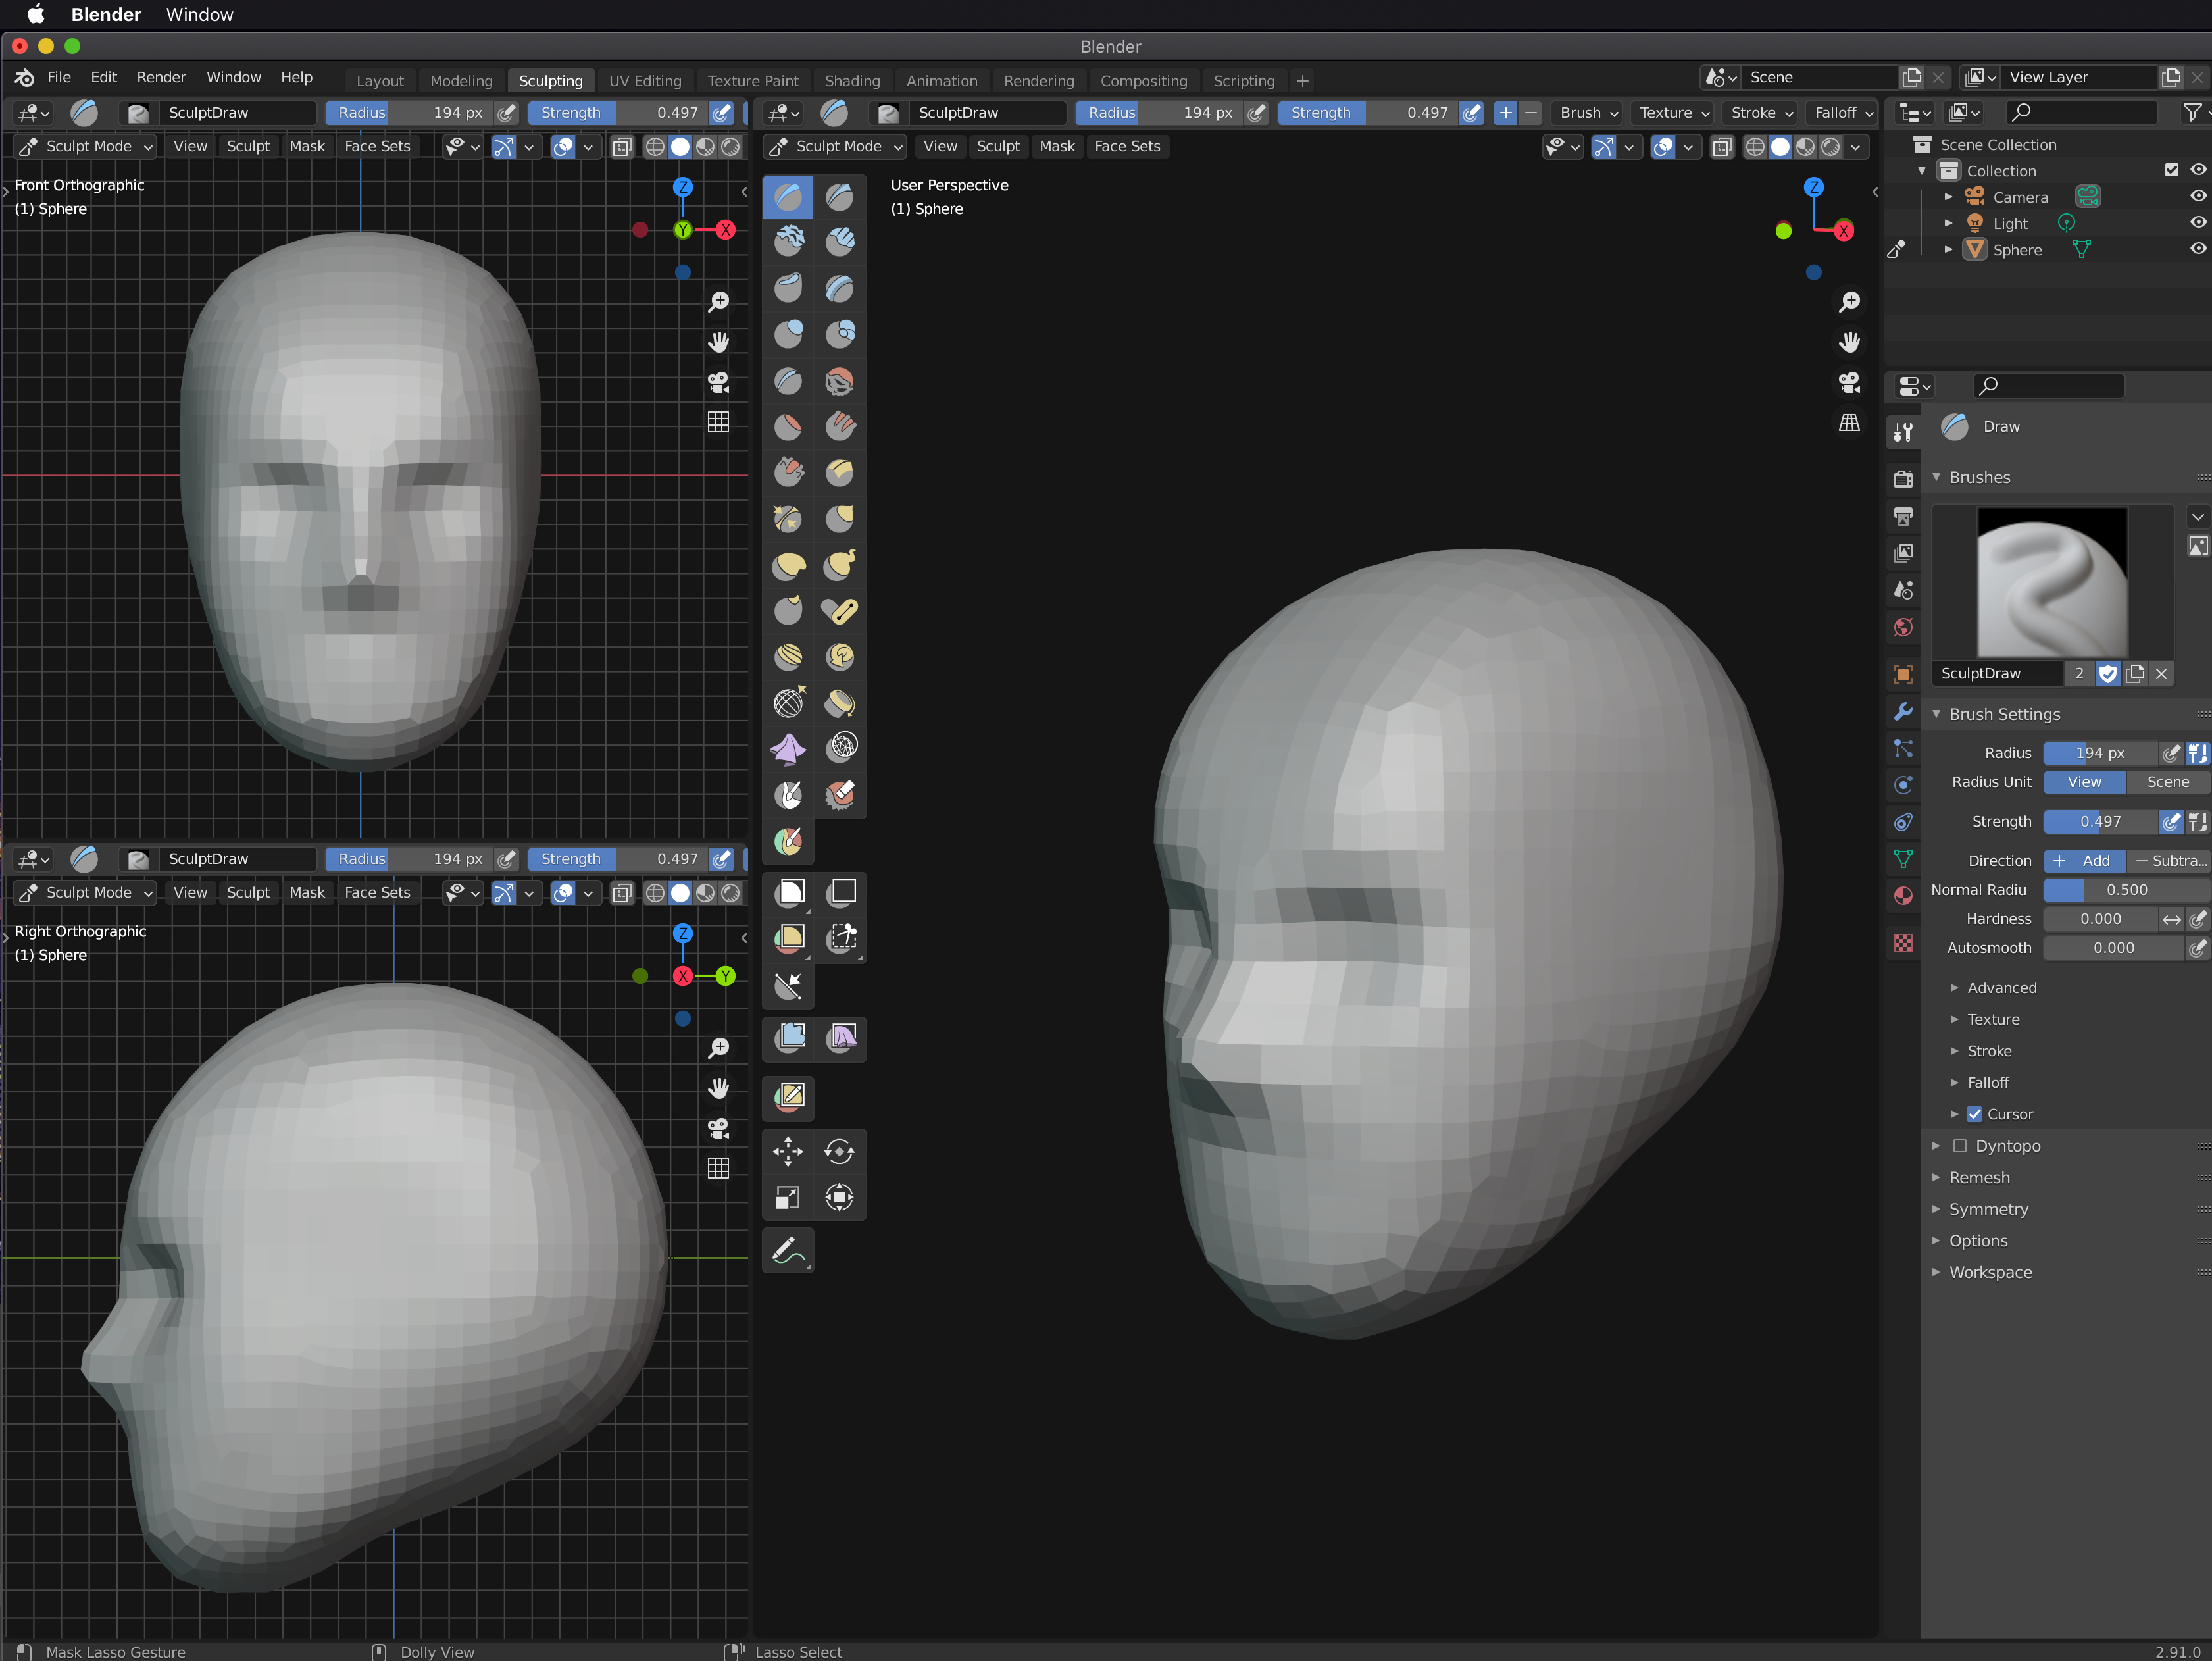 Blender Window
Blender
File Edit Render Window Help Layout Modeling Sculpting UV Editing Texture Paint Shading Animation Rendering Compositing Scripting + Scene View Layer
SculptDraw Radius 194 px Strength 0.497
Sculpt Mode View Sculpt Mask Face Sets
Front Orthographic
(1) Sphere
Z
Y X
SculptDraw Radius 194 px Strength 0.497
Sculpt Mode View Sculpt Mask Face Sets
Right Orthographic
(1) Sphere
Z
X Y
SculptDraw Radius 194 px Strength 0.497 + − Brush Texture Stroke Falloff
Sculpt Mode View Sculpt Mask Face Sets
User Perspective
(1) Sphere
Z
X
Scene Collection
Collection
Camera
Light
Sphere
Draw
Brushes
SculptDraw 2
Brush Settings
Radius 194 px
Radius Unit View Scene
Strength 0.497
Direction + Add − Subtra...
Normal Radiu 0.500
Hardness 0.000
Autosmooth 0.000
Advanced
Texture
Stroke
Falloff
Cursor
Dyntopo
Remesh
Symmetry
Options
Workspace
Mask Lasso Gesture Dolly View Lasso Select 2.91.0